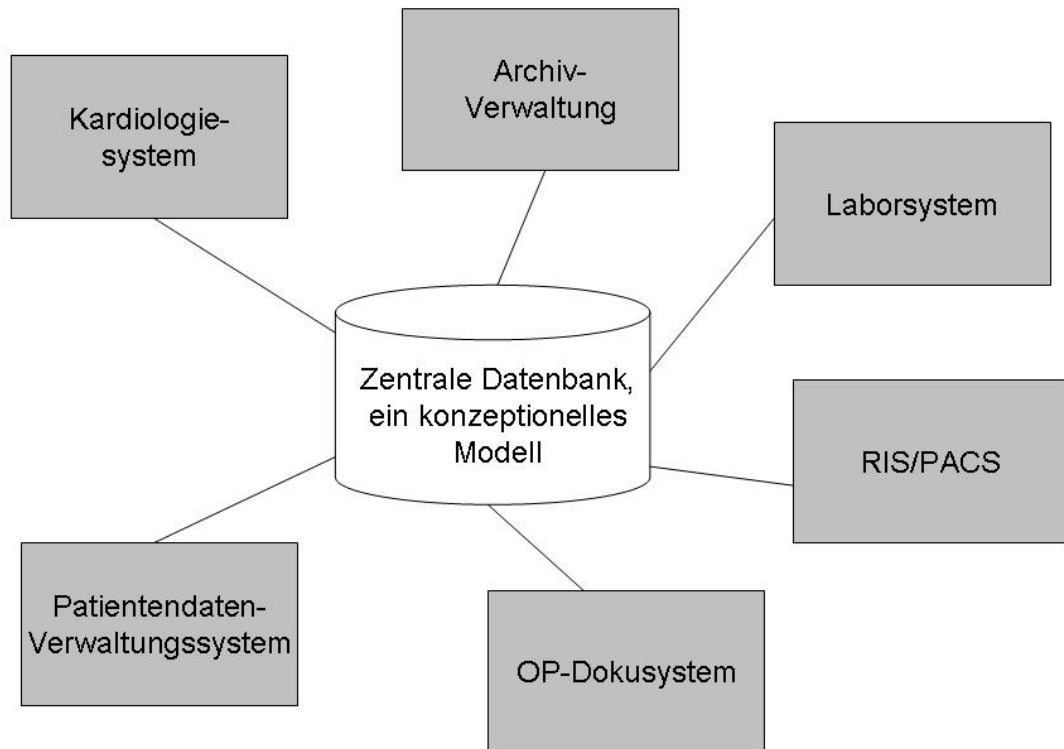 Archiv-
Verwaltung
Kardiologie-
system
Laborsystem
Zentrale Datenbank,
ein konzeptionelles
Modell
RIS/PACS
Patientendaten-
Verwaltungssystem
OP-Dokusystem